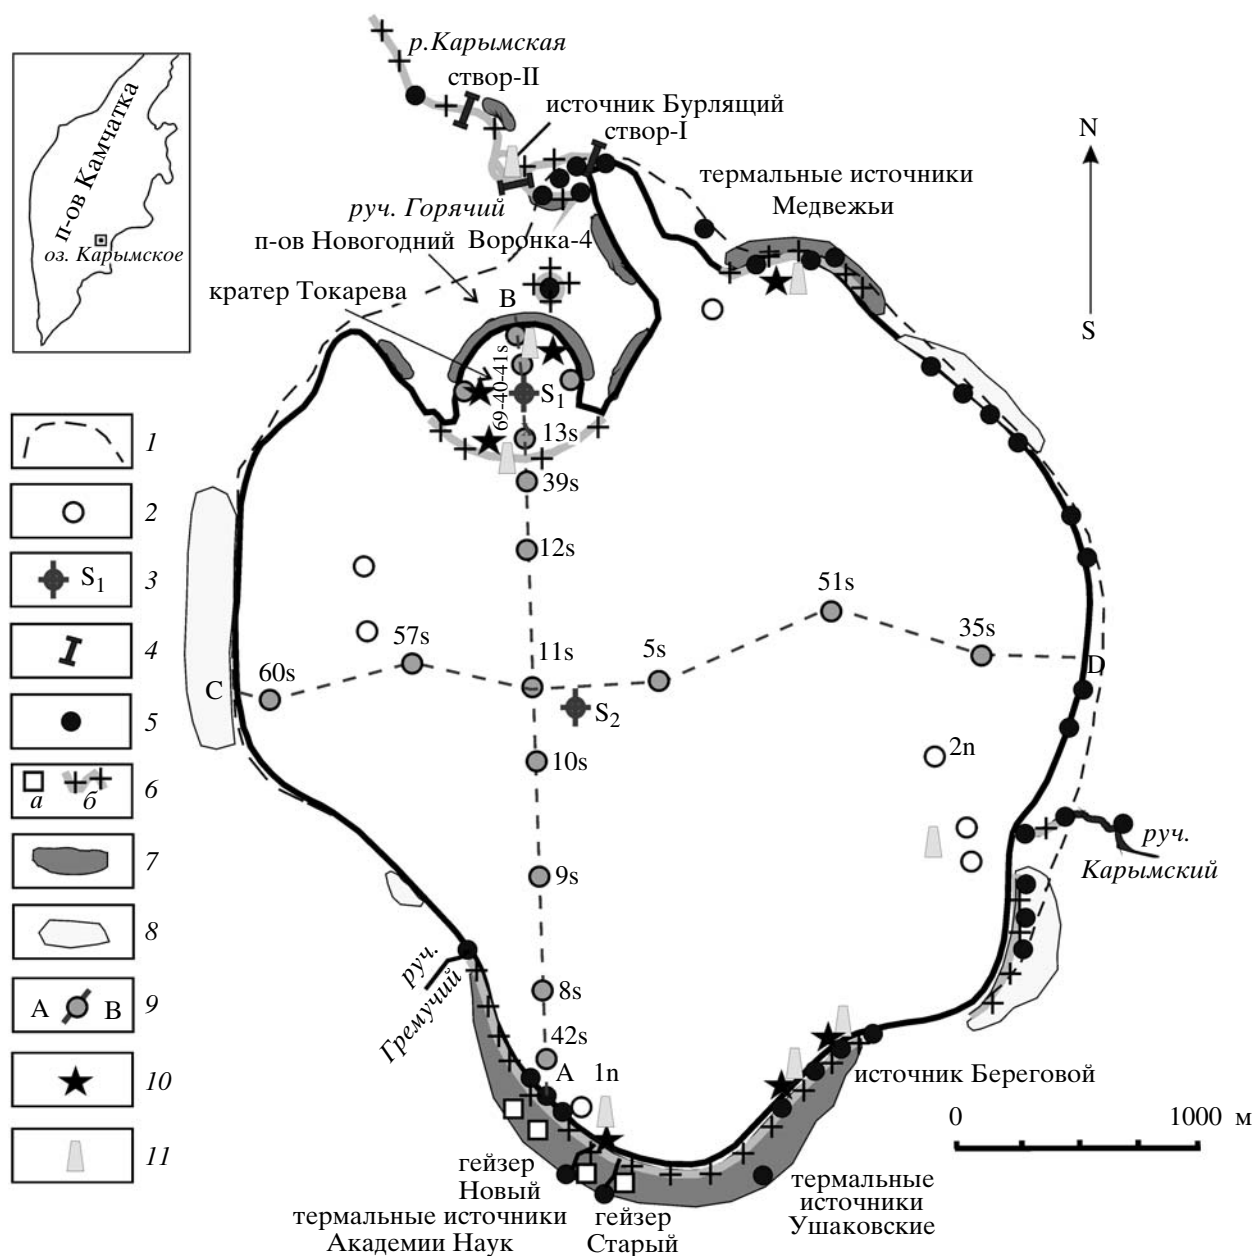 р.Карымская
створ-II
источник Бурлящий
створ-I
N
S
термальные источники
Медвежьи
п-ов Камчатка
оз. Карымское
руч. Горячий
п-ов Новогодний
Воронка-4
кратер Токарева
B
69-40-41s
S1
13s
39s
12s
51s
35s
57s
11s
5s
60s
C
D
S2
10s
2n
9s
руч.
Карымский
руч.
Гремучий
8s
42s
A
1n
источник Береговой
0
1000 м
гейзер
Новый
термальные источники
Академии Наук
гейзер
Старый
термальные
источники
Ушаковские
1
2
S1
3
4
5
а
б
6
7
8
A
B
9
10
11